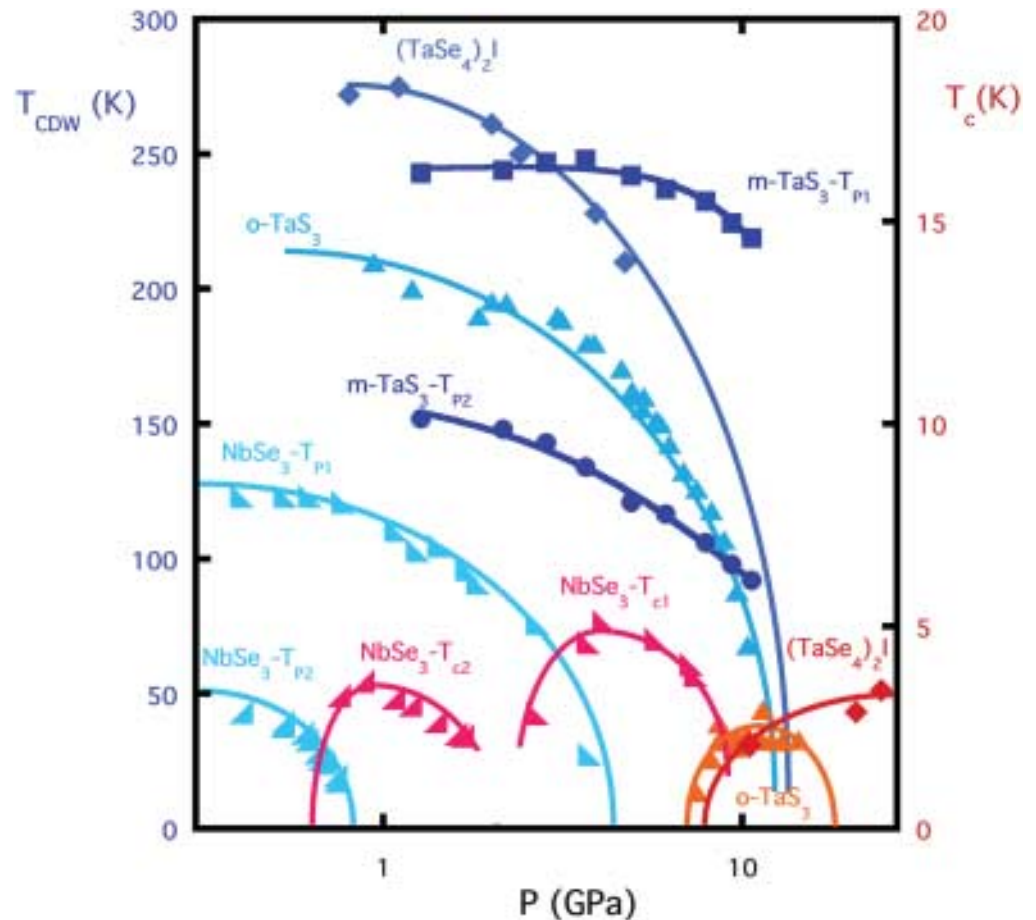 300
20
(TaSe4)2I
TCDW (K)
Tc(K)
250
m-TaS3-TP1
15
o-TaS3
200
m-TaS3-TP2
150
10
NbSe3-TP1
100
NbSe3-Tc1
5
NbSe3-TP2
NbSe3-Tc2
(TaSe4)2I
50
o-TaS3
0
0
1
10
P (GPa)